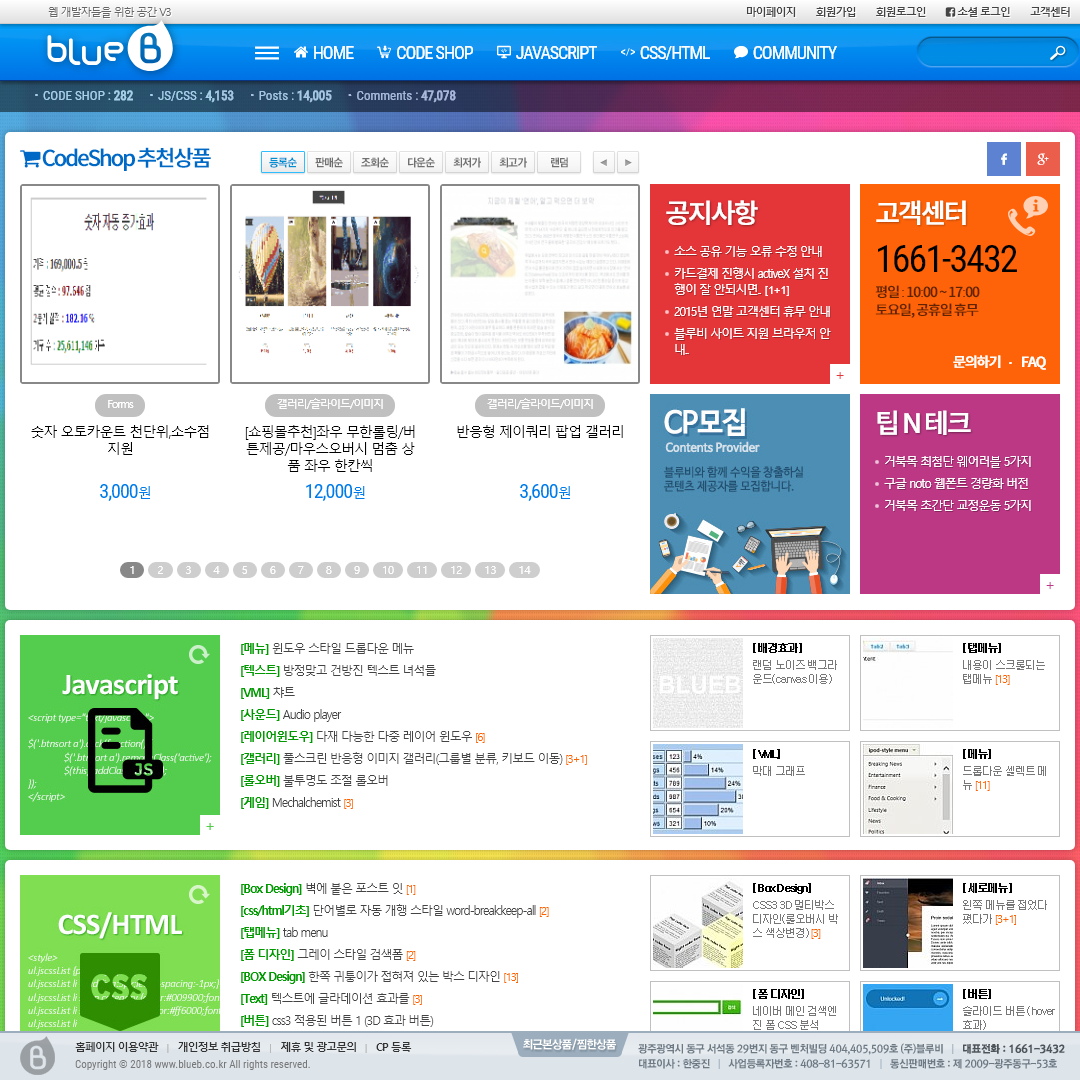 웹 개발자들을 위한 공간 V3
마이페이지 회원가입 회원로그인 소셜 로그인 고객센터
blue B
HOME CODE SHOP JAVASCRIPT CSS/HTML COMMUNITY
· CODE SHOP : 282 · JS/CSS : 4,153 · Posts : 14,005 · Comments : 47,078
CodeShop 추천상품
등록순 판매순 조회순 다운순 최저가 최고가 랜덤 ◀ ▶
숫자 자동 증가효과
Forms
숫자 오토카운트 천단위,소수점
지원
3,000원
갤러리/슬라이드/이미지
[쇼핑몰추천]좌우 무한롤링/버
튼제공/마우스오버시 멈춤 상
품 좌우 한칸씩
12,000원
갤러리/슬라이드/이미지
반응형 제이쿼리 팝업 갤러리
3,600원
1 2 3 4 5 6 7 8 9 10 11 12 13 14
공지사항
소스 공유 기능 오류 수정 안내
카드결제 진행시 activeX 설치 진
행이 잘 안되시면. [1+1]
2015년 연말 고객센터 휴무 안내
블루비 사이트 지원 브라우저 안
내..
+
고객센터
1661-3432
평일 : 10:00 ~ 17:00
토요일, 공휴일 휴무
문의하기 · FAQ
CP모집
Contents Provider
블루비와 함께 수익을 창출하실
콘텐츠 제공자를 모집합니다.
팁 N 테크
거북목 최첨단 웨어러블 5가지
구글 noto 웹폰트 경량화 버전
거북목 초간단 교정운동 5가지
+
Javascript
<script type="text/javascript">
</script>
JS
+
[메뉴] 윈도우 스타일 드롭다운 메뉴
[텍스트] 방정맞고 건방진 텍스트 녀석들
[VML] 챠트
[사운드] Audio player
[레이어윈도우] 다재 다능한 다중 레이어 윈도우 [6]
[갤러리] 풀스크린 반응형 이미지 갤러리(그룹별 분류, 키보드 이동) [3+1]
[롤오버] 불투명도 조절 롤오버
[게임] Mechalchemist [3]
BLUEB
[배경효과]
랜덤 노이즈 백그라
운드(canvas이용)
tab2 tab3
[탭메뉴]
내용이 스크롤되는
탭메뉴 [13]
123 4%
456 14%
789 24%
987
654 20%
321 10%
[VML]
막대 그래프
ipod-style menu
Breaking News
Entertainment
Finance
Food & Cooking
Lifestyle
News
Politics
[메뉴]
드롭다운 셀렉트 메
뉴 [11]
CSS/HTML
<style>
CSS
[Box Design] 벽에 붙은 포스트 잇 [1]
[css/html기초] 단어별로 자동 개행 스타일 word-breakkeep-all [2]
[탭메뉴] tab menu
[폼 디자인] 그레이 스타일 검색폼 [2]
[BOX Design] 한쪽 귀퉁이가 접혀져 있는 박스 디자인 [13]
[Text] 텍스트에 글라데이션 효과를 [3]
[버튼] css3 적용된 버튼 1 (3D 효과 버튼)
[Box Design]
CSS3 3D 멀티박스
디자인(롤오버시 박
스 색상변경) [3]
[세로메뉴]
왼쪽 메뉴를 접었다
폈다가 [3+1]
[폼 디자인]
네이버 메인 검색엔
진 폼 CSS 분석
Unlocked!
[버튼]
슬라이드 버튼(hover
효과)
홈페이지 이용약관 | 개인정보 취급방침 | 제휴 및 광고문의 | CP 등록
Copyright © 2018 www.blueb.co.kr All rights reserved.
최근본상품/찜한상품
광주광역시 동구 서석동 29번지 동구 벤처빌딩 404,405,509호 (주)블루비 | 대표전화 : 1661-3432
대표이사 : 한중진 | 사업등록자번호 : 408-81-63571 | 통신판매번호 : 제 2009-광주동구-53호